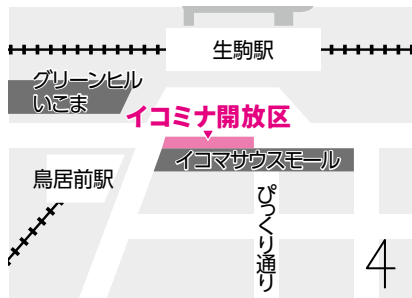 生駒駅
グリーンヒル
いこま
イコミナ開放区
イコマサウスモール
鳥居前駅
ぴっくり通り
4